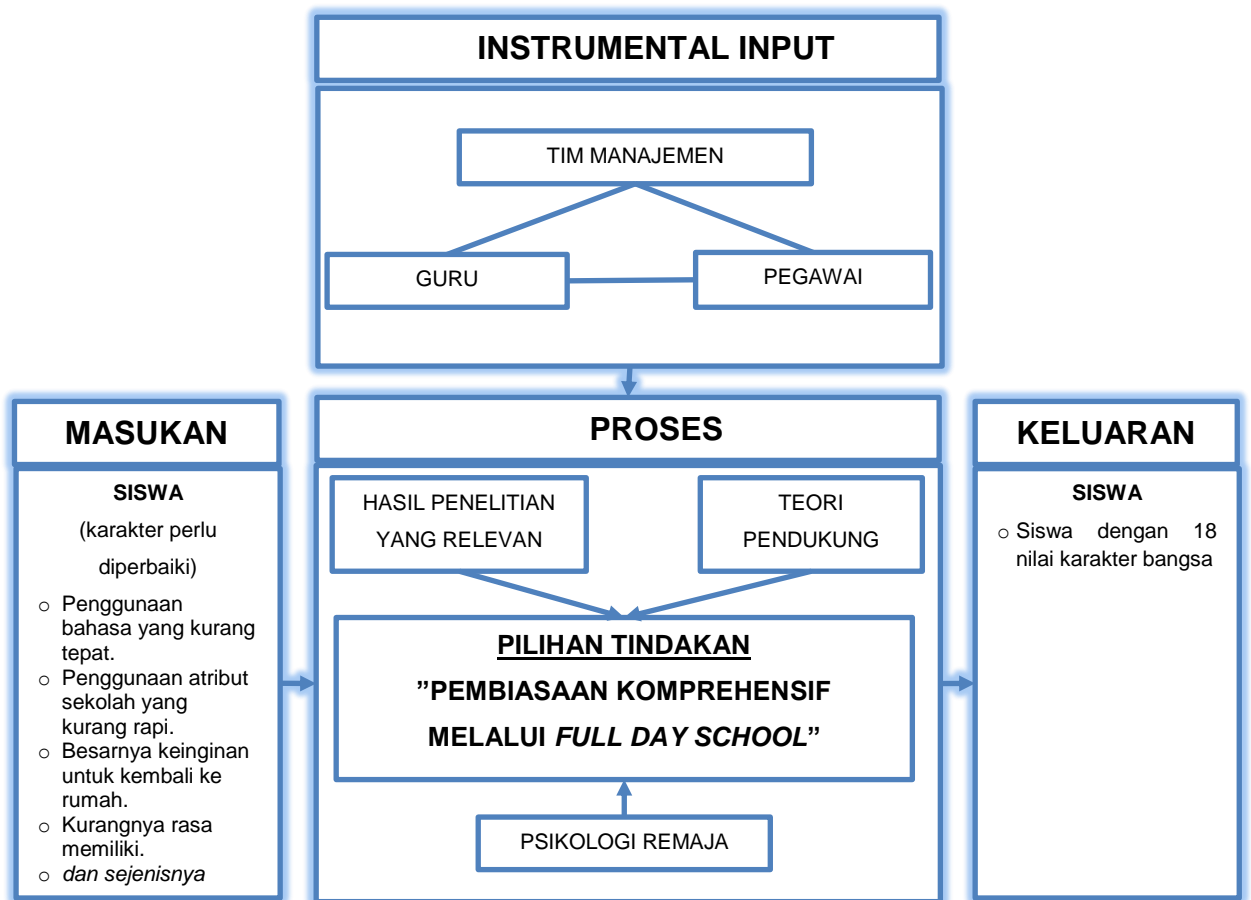 INSTRUMENTAL INPUT
TIM MANAJEMEN
GURU
PEGAWAI
MASUKAN
SISWA
(karakter perlu
diperbaiki)
o Penggunaan
bahasa yang kurang
tepat.
o Penggunaan atribut
sekolah yang
kurang rapi.
o Besarnya keinginan
untuk kembali ke
rumah.
o Kurangnya rasa
memiliki.
o dan sejenisnya
PROSES
HASIL PENELITIAN
YANG RELEVAN
TEORI
PENDUKUNG
PILIHAN TINDAKAN
”PEMBIASAAN KOMPREHENSIF
MELALUI FULL DAY SCHOOL”
PSIKOLOGI REMAJA
KELUARAN
SISWA
o Siswa dengan 18
nilai karakter bangsa